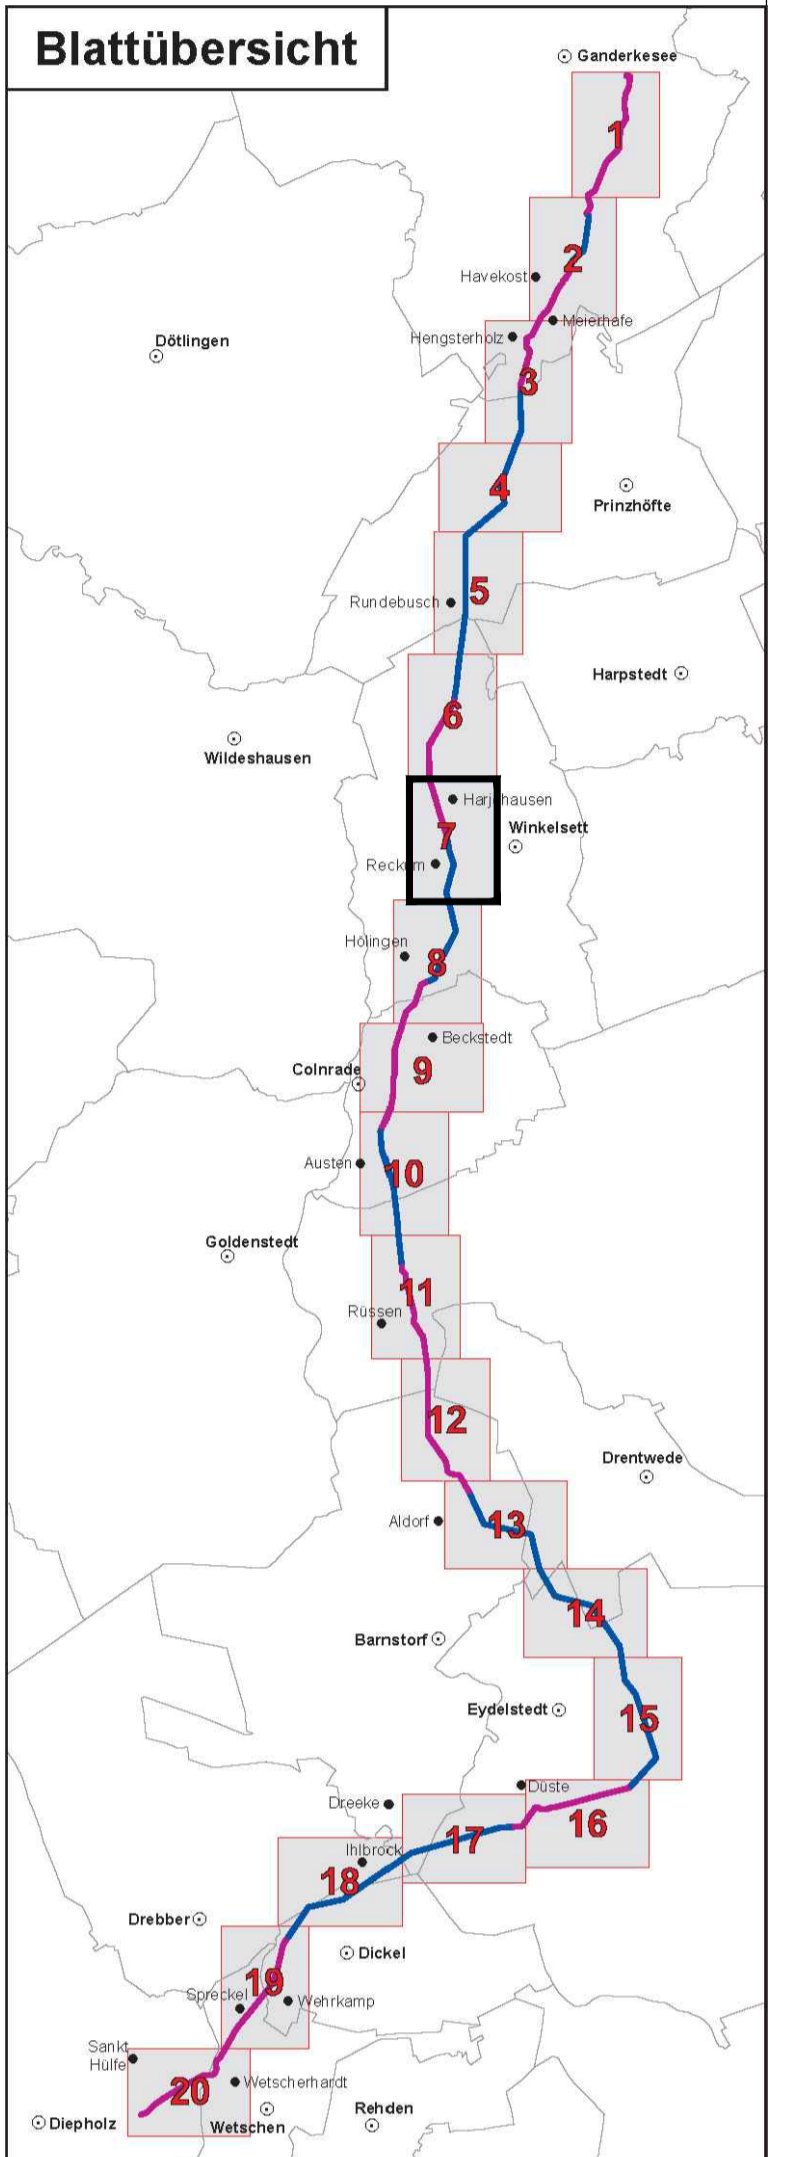 Blattübersicht
Ganderkesee
1
2
Havekost
Meierhafe
Hengsterholz
Dötlingen
3
4
Prinzhöfte
5
Rundebusch
Harpstedt
6
Wildeshausen
Harjehausen
Winkelsett
7
Reckum
Hölingen
8
Beckstedt
Colnrade
9
Austen
10
Goldenstedt
11
Rüssen
12
Drentwede
Aldorf
13
14
Barnstorf
Eydelstedt
15
Düste
Dreeke
16
17
Ihlbrock
18
Drebber
Dickel
19
Spreckel
Wehrkamp
Sankt
Hülfe
20
Wetscherhardt
Diepholz
Wetschen
Rehden